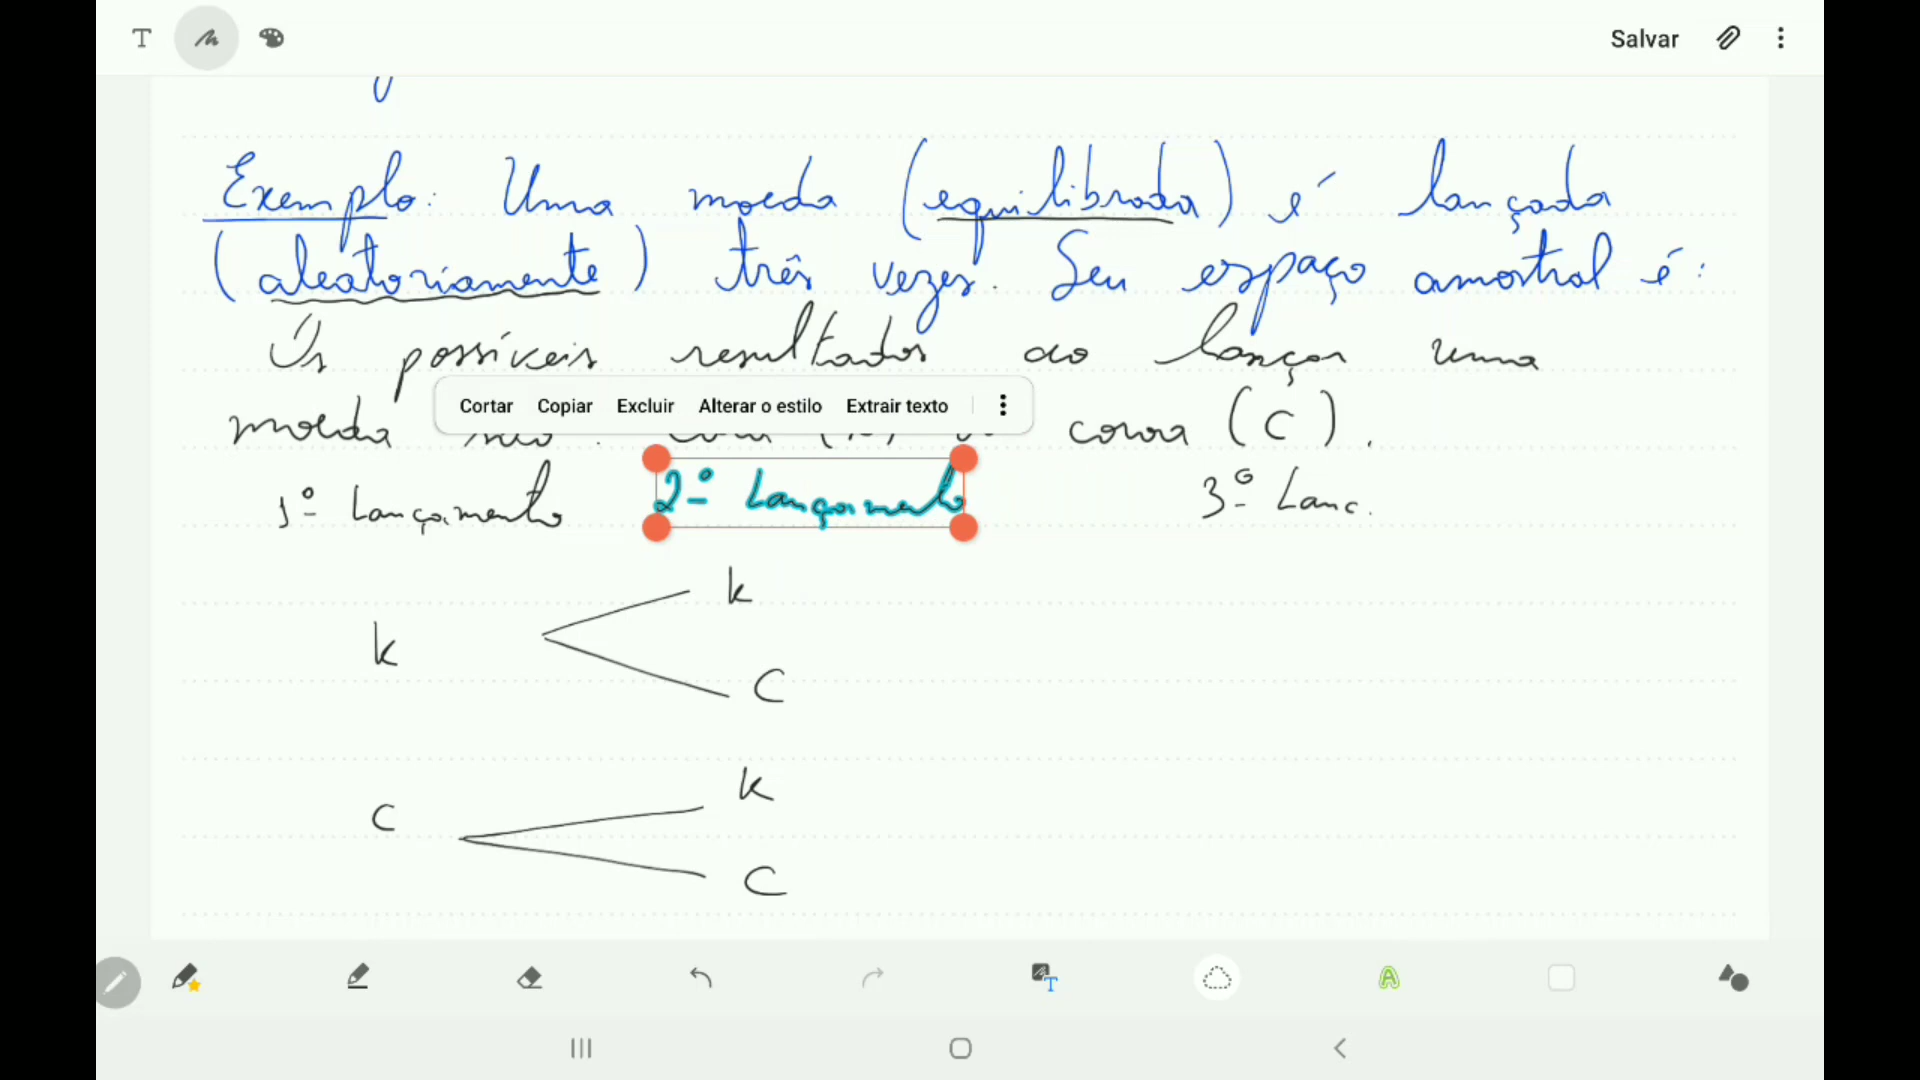 T Salvar
Exemplo: Uma moeda (equilibrada) é lançada
(aleatoriamente) três vezes. Seu espaço amostral é:
Os possíveis resultados ao lançar uma
Cortar Copiar Excluir Alterar o estilo Extrair texto
moeda são: coroa (C).
1º Lançamento 2º Lançamento 3º Lanc.
k
k
C
k
C
C